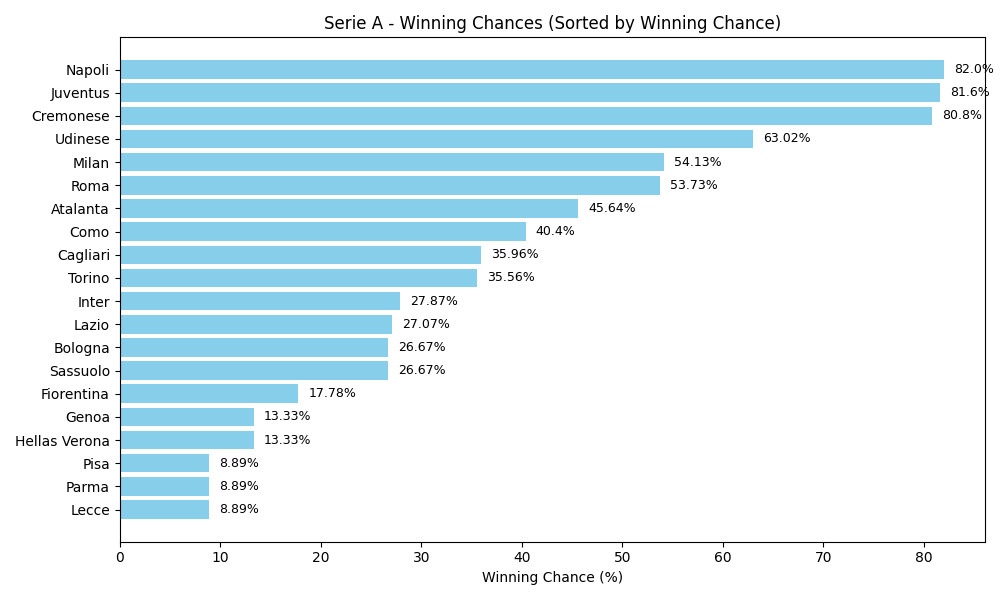 Serie A - Winning Chances (Sorted by Winning Chance)
Napoli 82.0%
Juventus 81.6%
Cremonese 80.8%
Udinese 63.02%
Milan 54.13%
Roma 53.73%
Atalanta 45.64%
Como 40.4%
Cagliari 35.96%
Torino 35.56%
Inter 27.87%
Lazio 27.07%
Bologna 26.67%
Sassuolo 26.67%
Fiorentina 17.78%
Genoa 13.33%
Hellas Verona 13.33%
Pisa 8.89%
Parma 8.89%
Lecce 8.89%
0 10 20 30 40 50 60 70 80
Winning Chance (%)